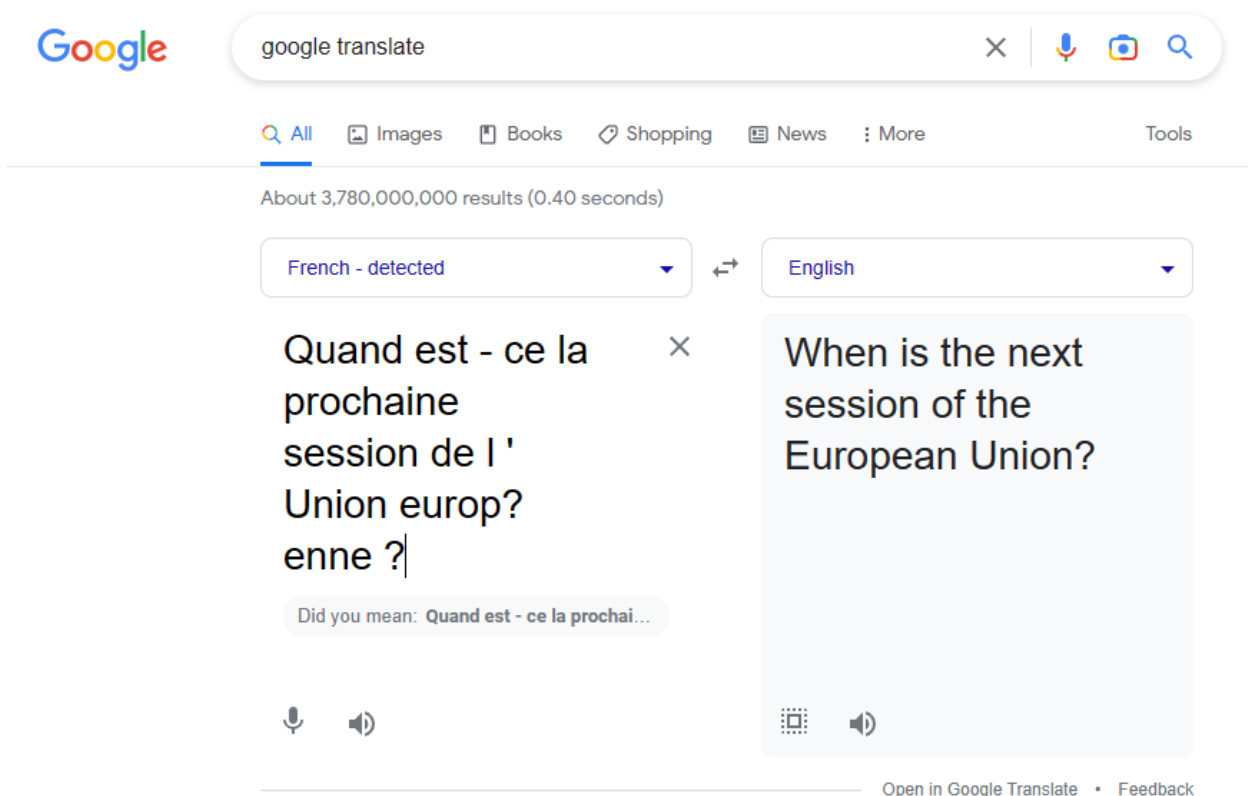 Google
google translate
All Images Books Shopping News More Tools
About 3,780,000,000 results (0.40 seconds)
French - detected
English
Quand est - ce la
prochaine
session de l '
Union europ?
enne ?
Did you mean: Quand est - ce la prochai...
When is the next
session of the
European Union?
Open in Google Translate • Feedback